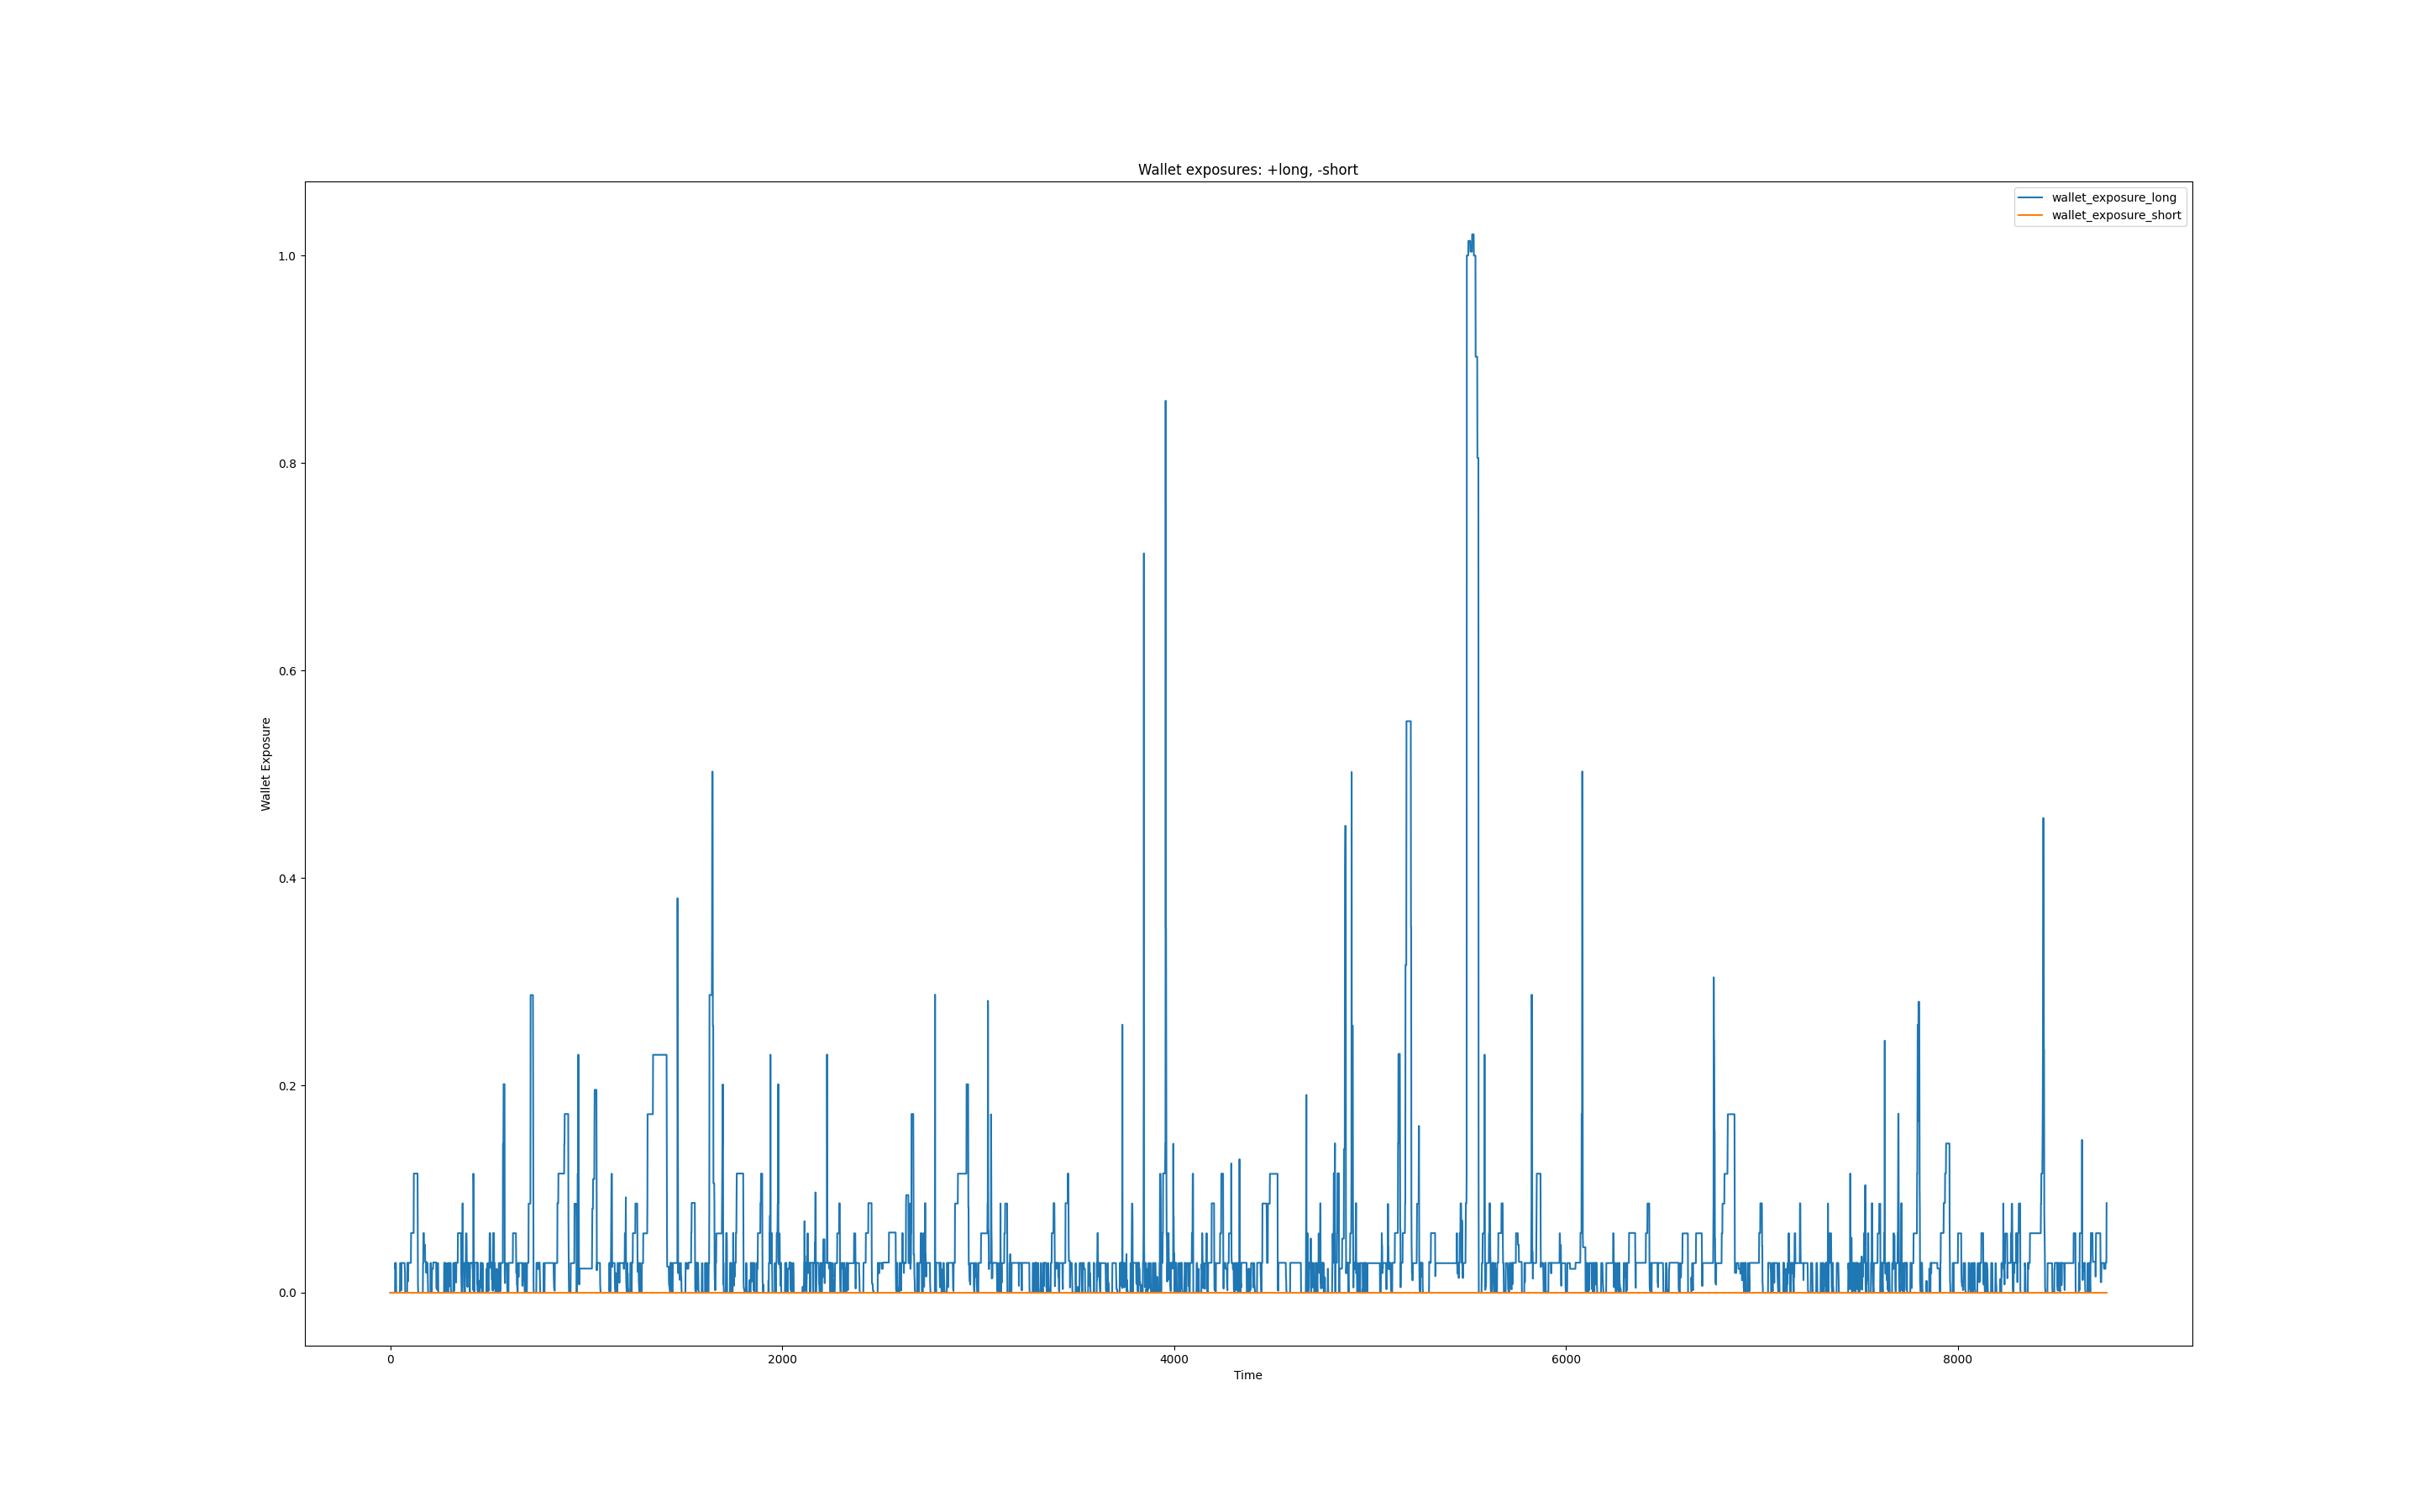 Wallet exposures: +long, -short
wallet_exposure_long
wallet_exposure_short
1.0
0.8
0.6
0.4
0.2
0.0
Wallet Exposure
0 2000 4000 6000 8000
Time